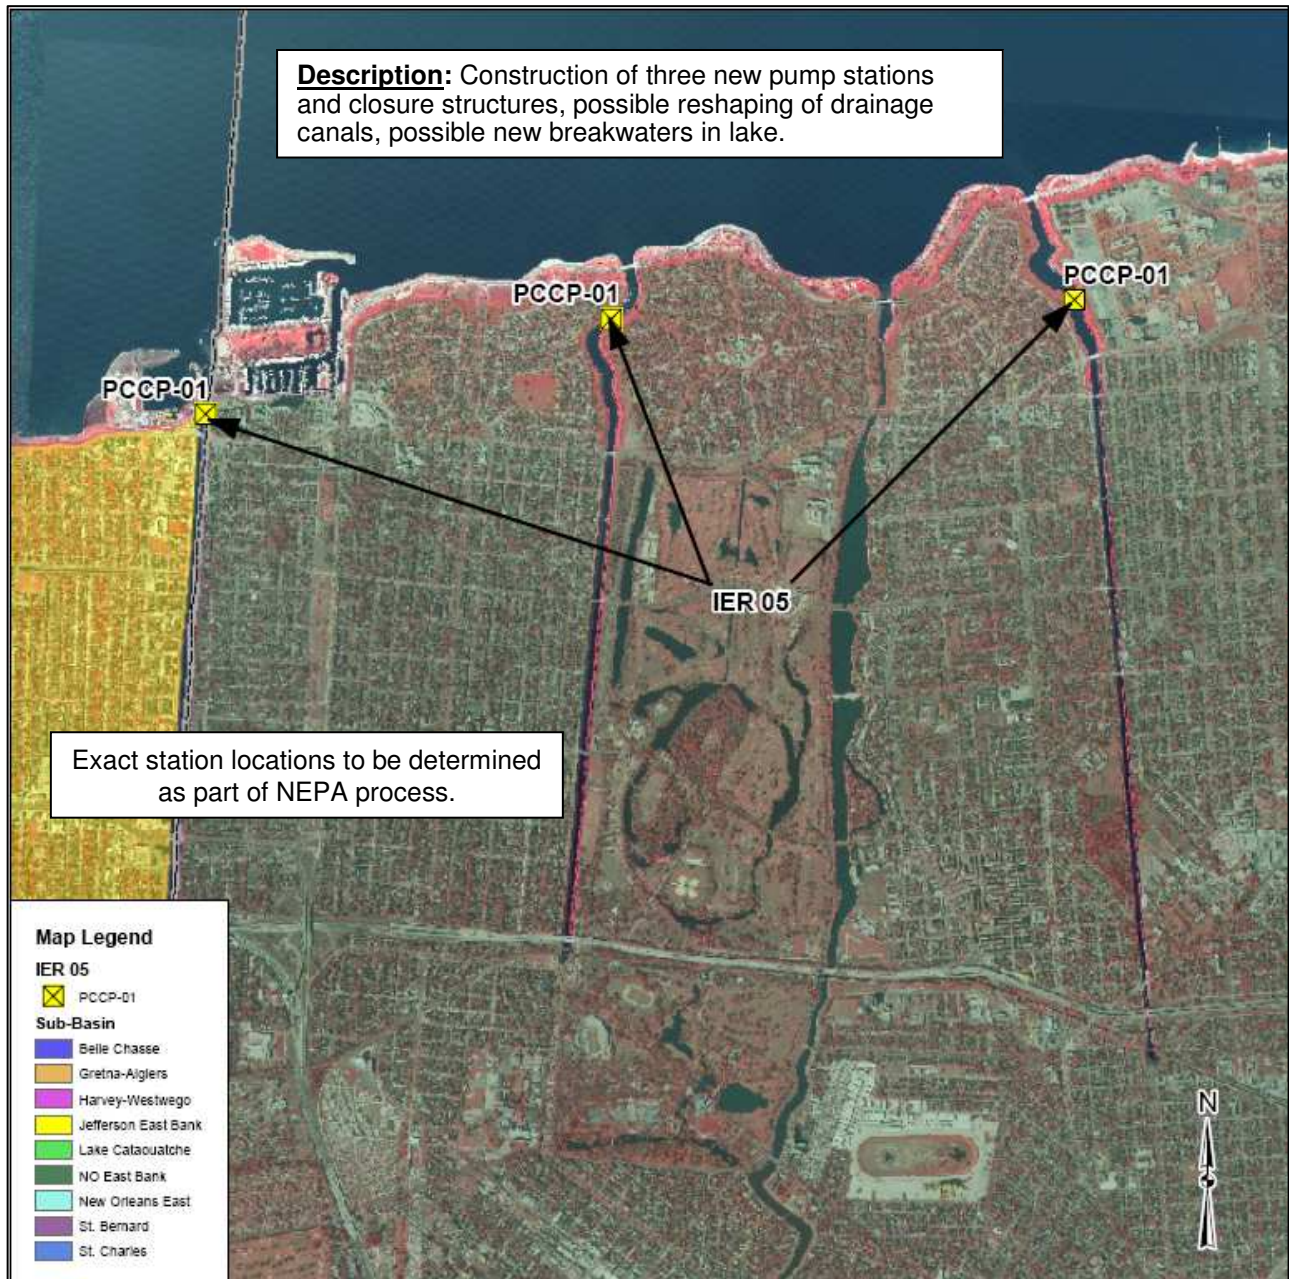 Description: Construction of three new pump stations
and closure structures, possible reshaping of drainage
canals, possible new breakwaters in lake.
PCCP-01
PCCP-01
PCCP-01
IER 05
Exact station locations to be determined
as part of NEPA process.
Map Legend
IER 05
PCCP-01
Sub-Basin
Belle Chasse
Gretna-Algiers
Harvey-Westwego
Jefferson East Bank
Lake Cataouatche
NO East Bank
New Orleans East
St. Bernard
St. Charles
N